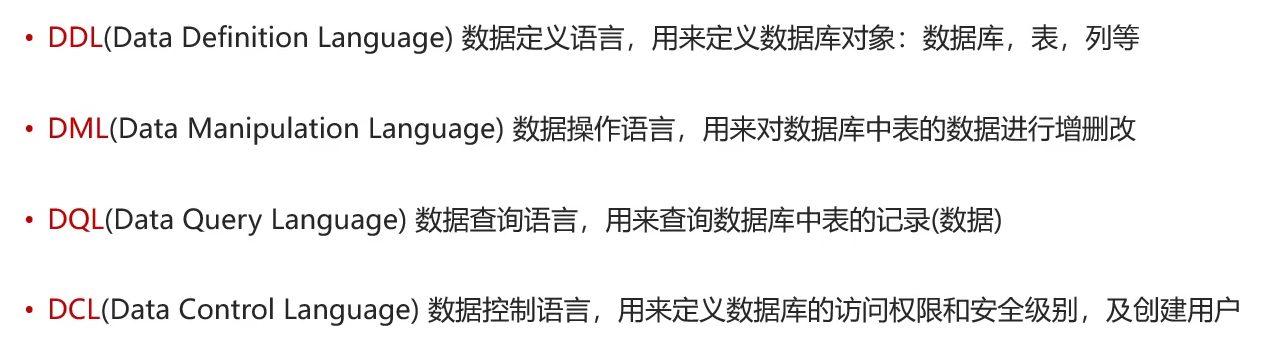 • DDL(Data Definition Language) 数据定义语言，用来定义数据库对象：数据库，表，列等
• DML(Data Manipulation Language) 数据操作语言，用来对数据库中表的数据进行增删改
• DQL(Data Query Language) 数据查询语言，用来查询数据库中表的记录(数据)
• DCL(Data Control Language) 数据控制语言，用来定义数据库的访问权限和安全级别，及创建用户